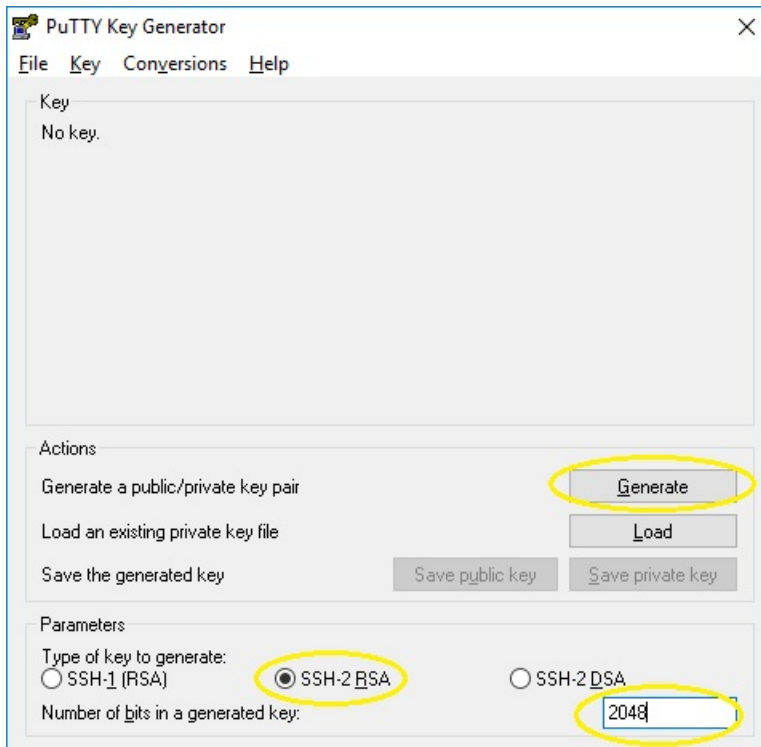 PuTTY Key Generator
File Key Conversions Help
Key
No key.
Actions
Generate a public/private key pair
Generate
Load an existing private key file
Load
Save the generated key
Save public key
Save private key
Parameters
Type of key to generate:
SSH-1 (RSA)
SSH-2 RSA
SSH-2 DSA
Number of bits in a generated key:
2048